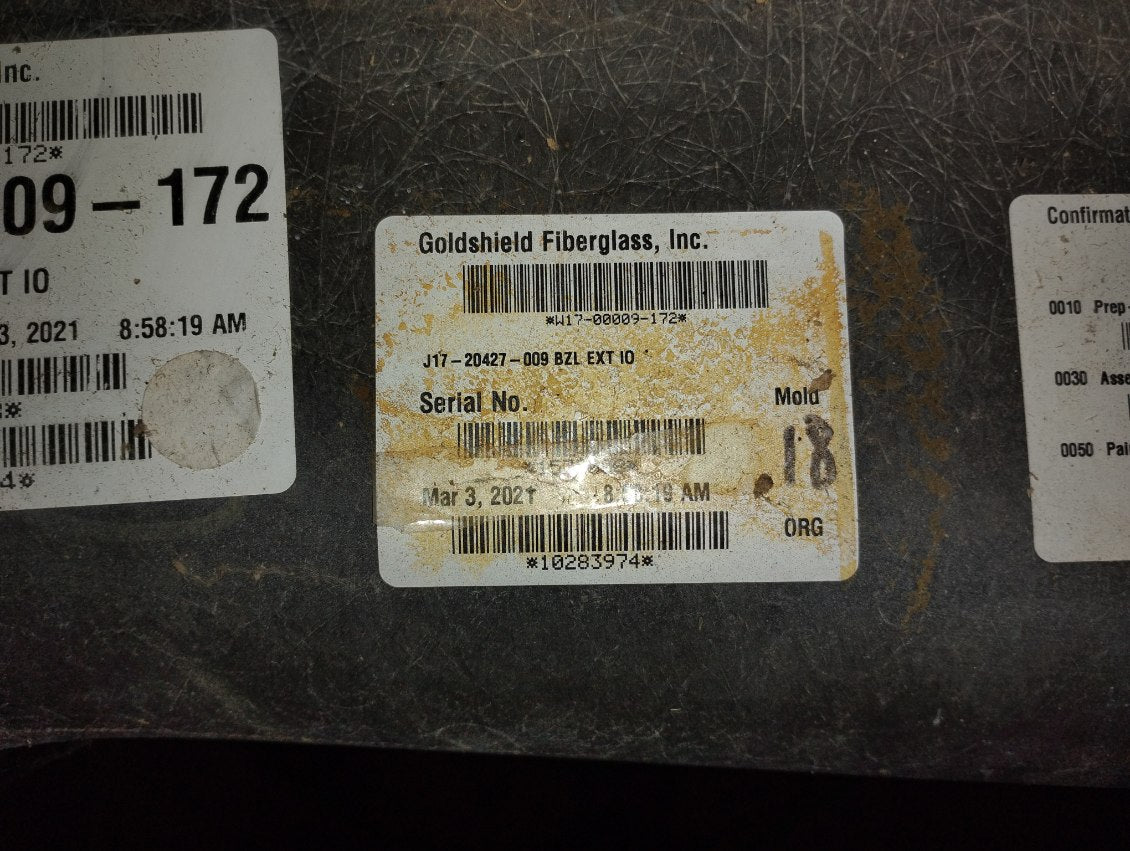 Inc.
172*
09-172
T IO
3, 2021 8:58:19 AM
*
4*
Goldshield Fiberglass, Inc.
*W17-00009-172*
J17-20427-009 BZL EXT IO
Serial No.
Mold
18
Mar 3, 2021 AM
ORG
*10283974*
Confirmat
0010 Prep-
0030 Asse
0050 Pai